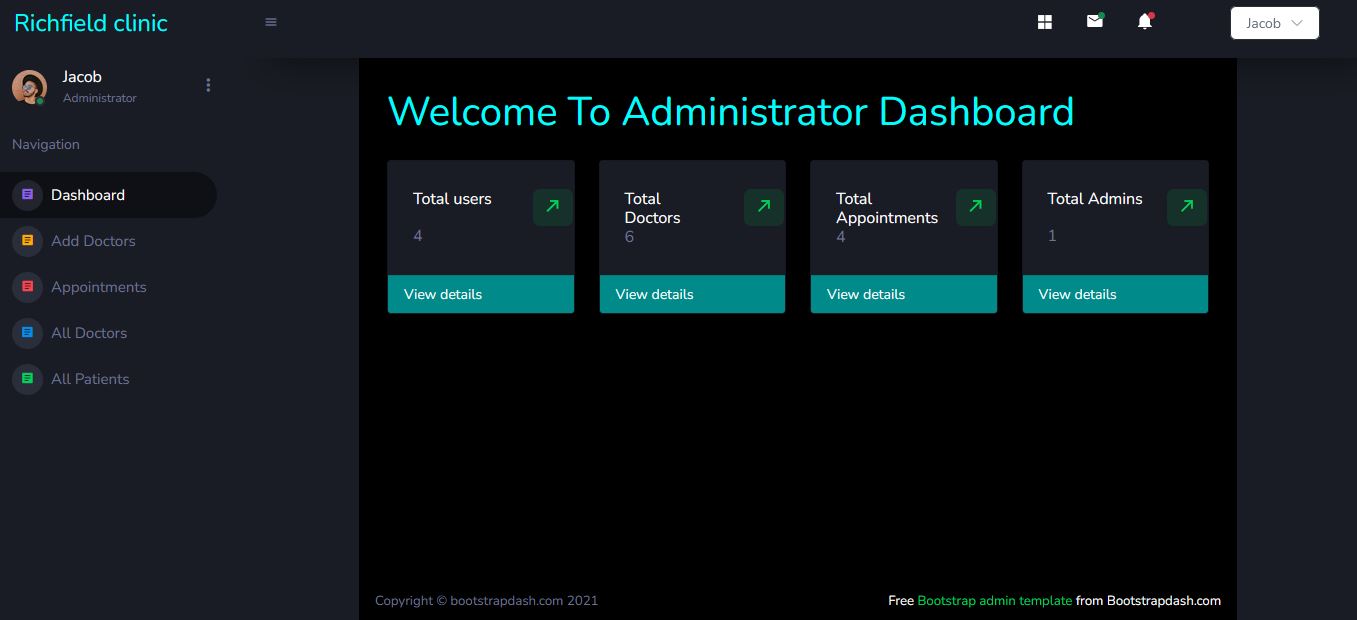 Richfield clinic
Jacob
Jacob
Administrator
Navigation
Dashboard
Add Doctors
Appointments
All Doctors
All Patients
Welcome To Administrator Dashboard
Total users
4
View details
Total
Doctors
6
View details
Total
Appointments
4
View details
Total Admins
1
View details
Copyright © bootstrapdash.com 2021
Free Bootstrap admin template from Bootstrapdash.com